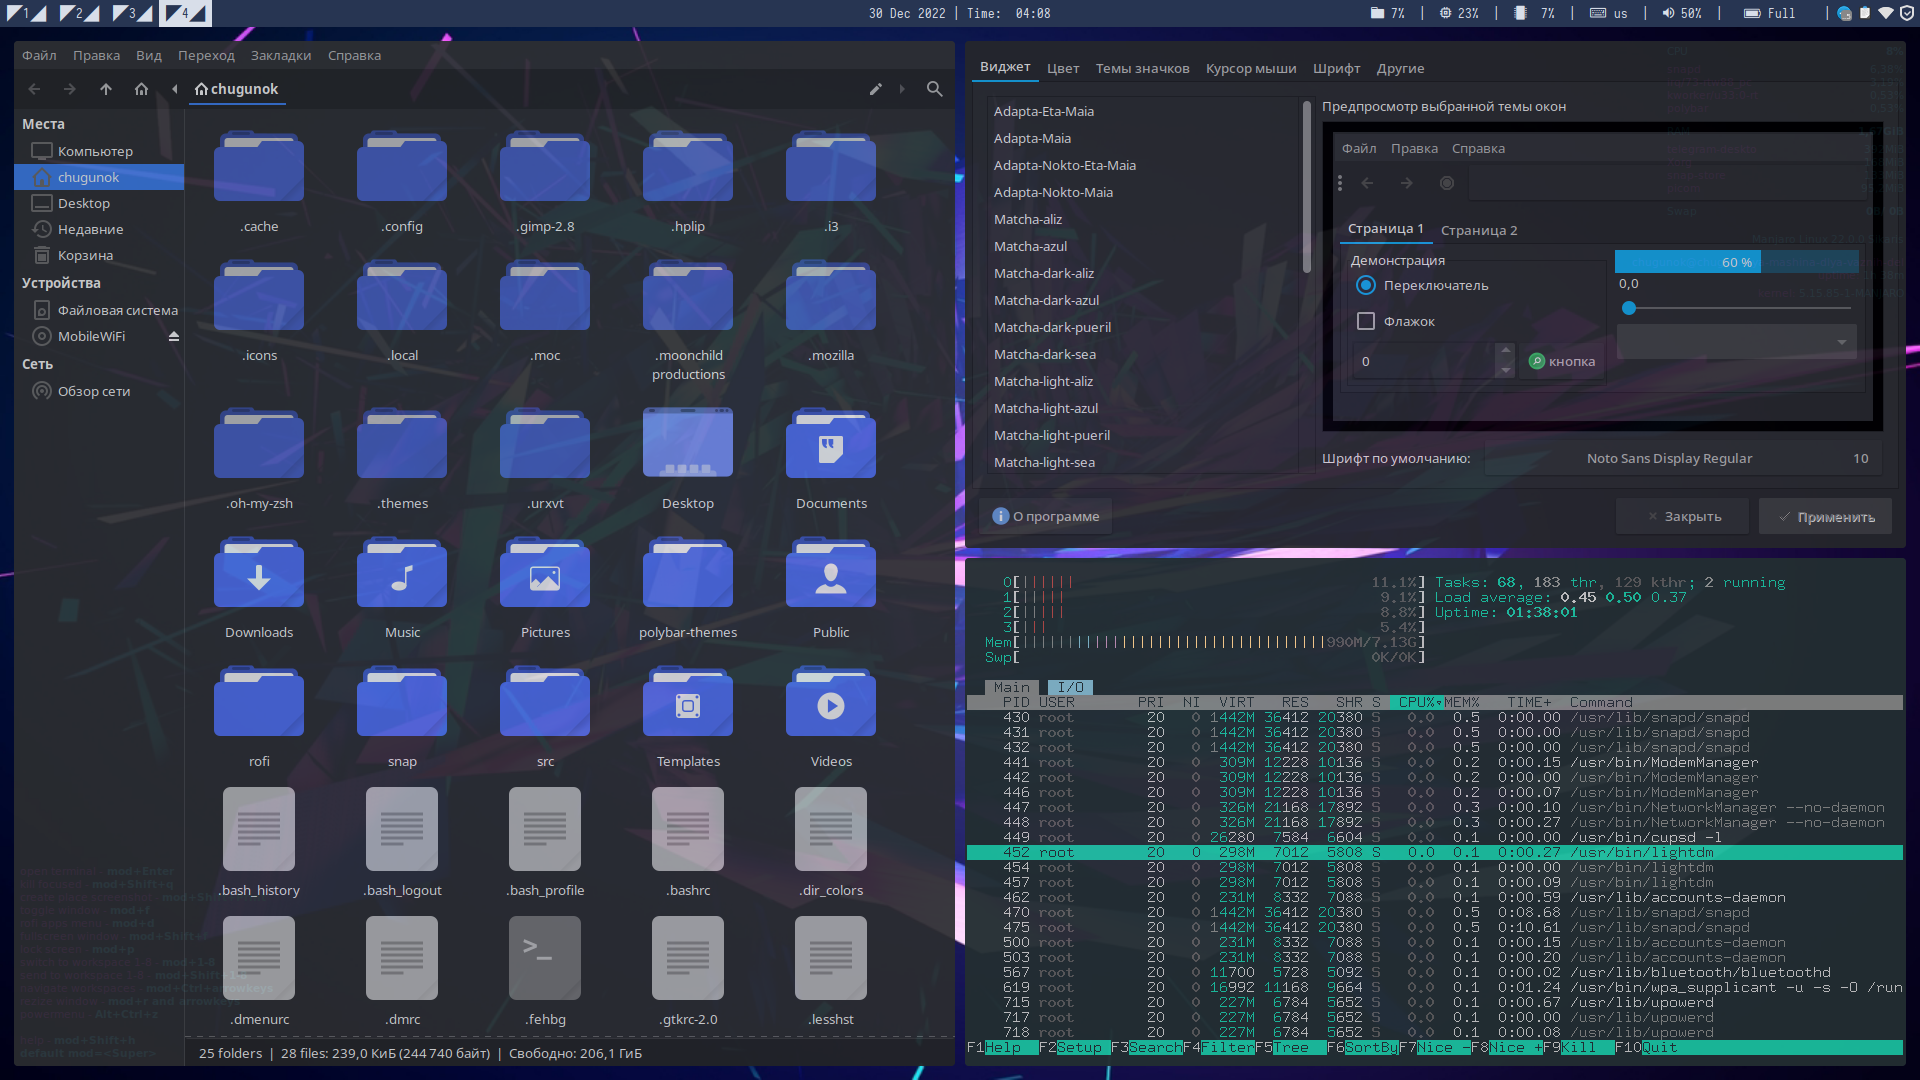 1 2 3 4 30 Dec 2022 | Time: 04:08 7% | 23% | 7% | us | 50% | Full |
Файл Правка Вид Переход Закладки Справка
chugunok
Места
Компьютер
chugunok
Desktop
Недавние
Корзина
Устройства
Файловая система
MobileWiFi
Сеть
Обзор сети
.cache .config .gimp-2.8 .hplip .i3
.icons .local .moc .moonchild productions .mozilla
.oh-my-zsh .themes .urxvt Desktop Documents
Downloads Music Pictures polybar-themes Public
rofi snap src Templates Videos
.bash_history .bash_logout .bash_profile .bashrc .dir_colors
.dmenurc .dmrc .fehbg .gtkrc-2.0 .lesshst
25 folders | 28 files: 239,0 КиБ (244 740 байт) | Свободно: 206,1 ГиБ
Виджет Цвет Темы значков Курсор мыши Шрифт Другие
Adapta-Eta-Maia
Adapta-Maia
Adapta-Nokto-Eta-Maia
Adapta-Nokto-Maia
Matcha-aliz
Matcha-azul
Matcha-dark-aliz
Matcha-dark-azul
Matcha-dark-pueril
Matcha-dark-sea
Matcha-light-aliz
Matcha-light-azul
Matcha-light-pueril
Matcha-light-sea
Предпросмотр выбранной темы окон
Файл Правка Справка
Страница 1 Страница 2
Демонстрация
Переключатель
Флажок
0 кнопка
60 %
0,0
Шрифт по умолчанию: Noto Sans Display Regular 10
О программе Закрыть Применить
0[|||||| 11.1%] Tasks: 68, 183 thr, 129 kthr; 2 running
1[||||| 9.1%] Load average: 0.45 0.50 0.37
2[||||| 8.8%] Uptime: 01:38:01
3[||| 5.4%]
Mem[||||||||||||||||||||||||||||||||||990M/7.13G]
Swp[ 0K/0K]
Main I/O
PID USER PRI NI VIRT RES SHR S CPU%▽MEM% TIME+ Command
430 root 20 0 1442M 36412 20380 S 0.0 0.5 0:00.00 /usr/lib/snapd/snapd
431 root 20 0 1442M 36412 20380 S 0.0 0.5 0:00.00 /usr/lib/snapd/snapd
432 root 20 0 1442M 36412 20380 S 0.0 0.5 0:00.00 /usr/lib/snapd/snapd
441 root 20 0 309M 12228 10136 S 0.0 0.2 0:00.15 /usr/bin/ModemManager
442 root 20 0 309M 12228 10136 S 0.0 0.2 0:00.00 /usr/bin/ModemManager
446 root 20 0 309M 12228 10136 S 0.0 0.2 0:00.07 /usr/bin/ModemManager
447 root 20 0 326M 21168 17892 S 0.0 0.3 0:00.10 /usr/bin/NetworkManager --no-daemon
448 root 20 0 326M 21168 17892 S 0.0 0.3 0:00.27 /usr/bin/NetworkManager --no-daemon
449 root 20 0 26280 7584 6604 S 0.0 0.1 0:00.00 /usr/bin/cupsd -l
452 root 20 0 298M 7012 5808 S 0.0 0.1 0:00.27 /usr/bin/lightdm
454 root 20 0 298M 7012 5808 S 0.0 0.1 0:00.00 /usr/bin/lightdm
457 root 20 0 298M 7012 5808 S 0.0 0.1 0:00.09 /usr/bin/lightdm
462 root 20 0 231M 8332 7088 S 0.0 0.1 0:00.59 /usr/lib/accounts-daemon
470 root 20 0 1442M 36412 20380 S 0.0 0.5 0:08.68 /usr/lib/snapd/snapd
475 root 20 0 1442M 36412 20380 S 0.0 0.5 0:10.61 /usr/lib/snapd/snapd
500 root 20 0 231M 8332 7088 S 0.0 0.1 0:00.15 /usr/lib/accounts-daemon
503 root 20 0 231M 8332 7088 S 0.0 0.1 0:00.20 /usr/lib/accounts-daemon
567 root 20 0 11700 5728 5092 S 0.0 0.1 0:00.02 /usr/lib/bluetooth/bluetoothd
619 root 20 0 16992 11168 9664 S 0.0 0.1 0:01.24 /usr/bin/wpa_supplicant -u -s -O /run
715 root 20 0 227M 6784 5652 S 0.0 0.1 0:00.67 /usr/lib/upowerd
717 root 20 0 227M 6784 5652 S 0.0 0.1 0:00.00 /usr/lib/upowerd
718 root 20 0 227M 6784 5652 S 0.0 0.1 0:00.08 /usr/lib/upowerd
F1Help F2Setup F3SearchF4FilterF5Tree F6SortByF7Nice -F8Nice +F9Kill F10Quit